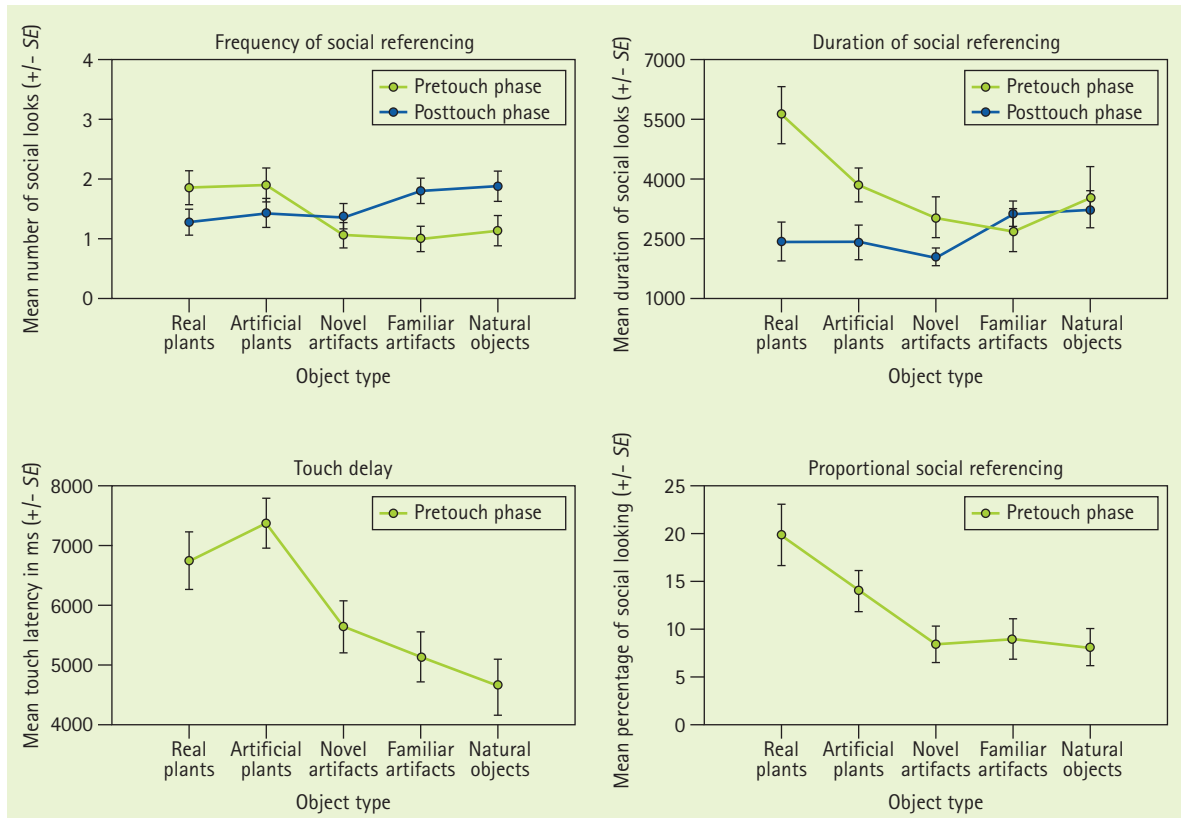 Frequency of social referencing
Mean number of social looks (+/- SE)
4
3
2
1
0
Pretouch phase
Posttouch phase
Real plants
Artificial plants
Novel artifacts
Familiar artifacts
Natural objects
Object type
Duration of social referencing
Mean duration of social looks (+/- SE)
7000
5500
4000
2500
1000
Pretouch phase
Posttouch phase
Real plants
Artificial plants
Novel artifacts
Familiar artifacts
Natural objects
Object type
Touch delay
Mean touch latency in ms (+/- SE)
8000
7000
6000
5000
4000
Pretouch phase
Real plants
Artificial plants
Novel artifacts
Familiar artifacts
Natural objects
Object type
Proportional social referencing
Mean percentage of social looking (+/- SE)
25
20
15
10
5
0
Pretouch phase
Real plants
Artificial plants
Novel artifacts
Familiar artifacts
Natural objects
Object type